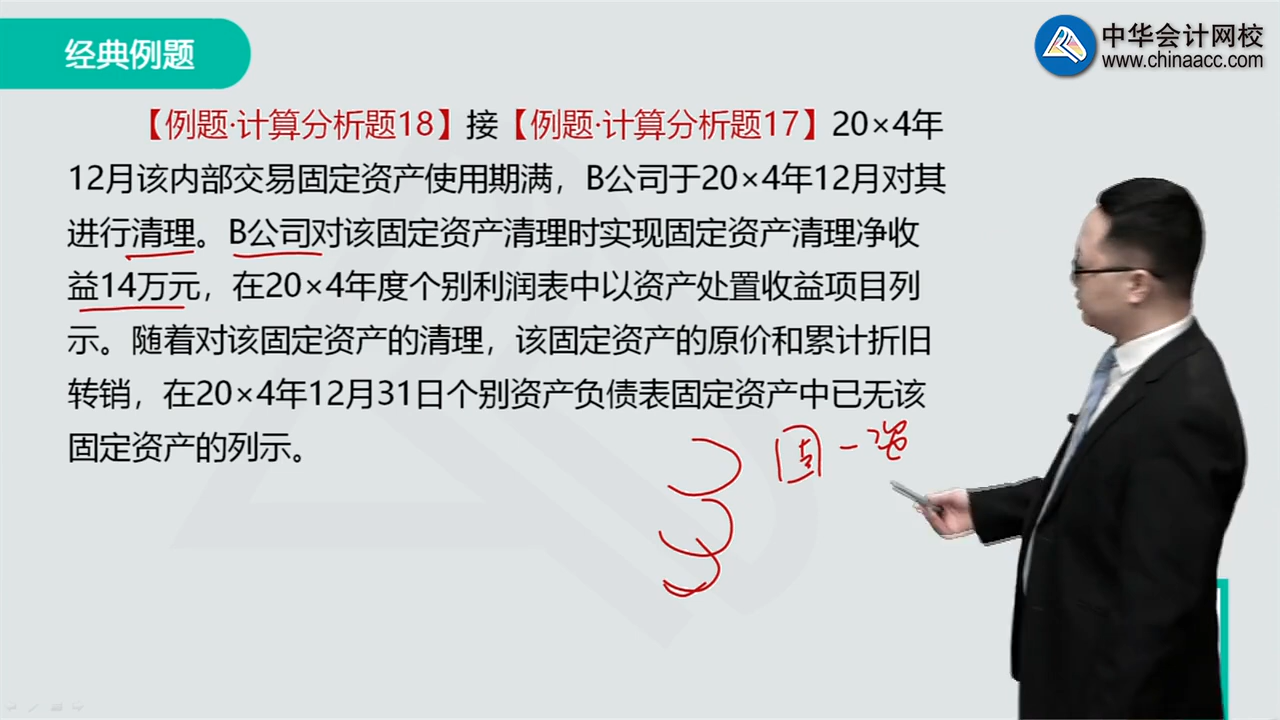 经典例题
中华会计网校
www.chinaacc.com
【例题·计算分析题18】接【例题·计算分析题17】20×4年
12月该内部交易固定资产使用期满，B公司于20×4年12月对其
进行清理。B公司对该固定资产清理时实现固定资产清理净收
益14万元，在20×4年度个别利润表中以资产处置收益项目列
示。随着对该固定资产的清理，该固定资产的原价和累计折旧
转销，在20×4年12月31日个别资产负债表固定资产中已无该
固定资产的列示。
固一